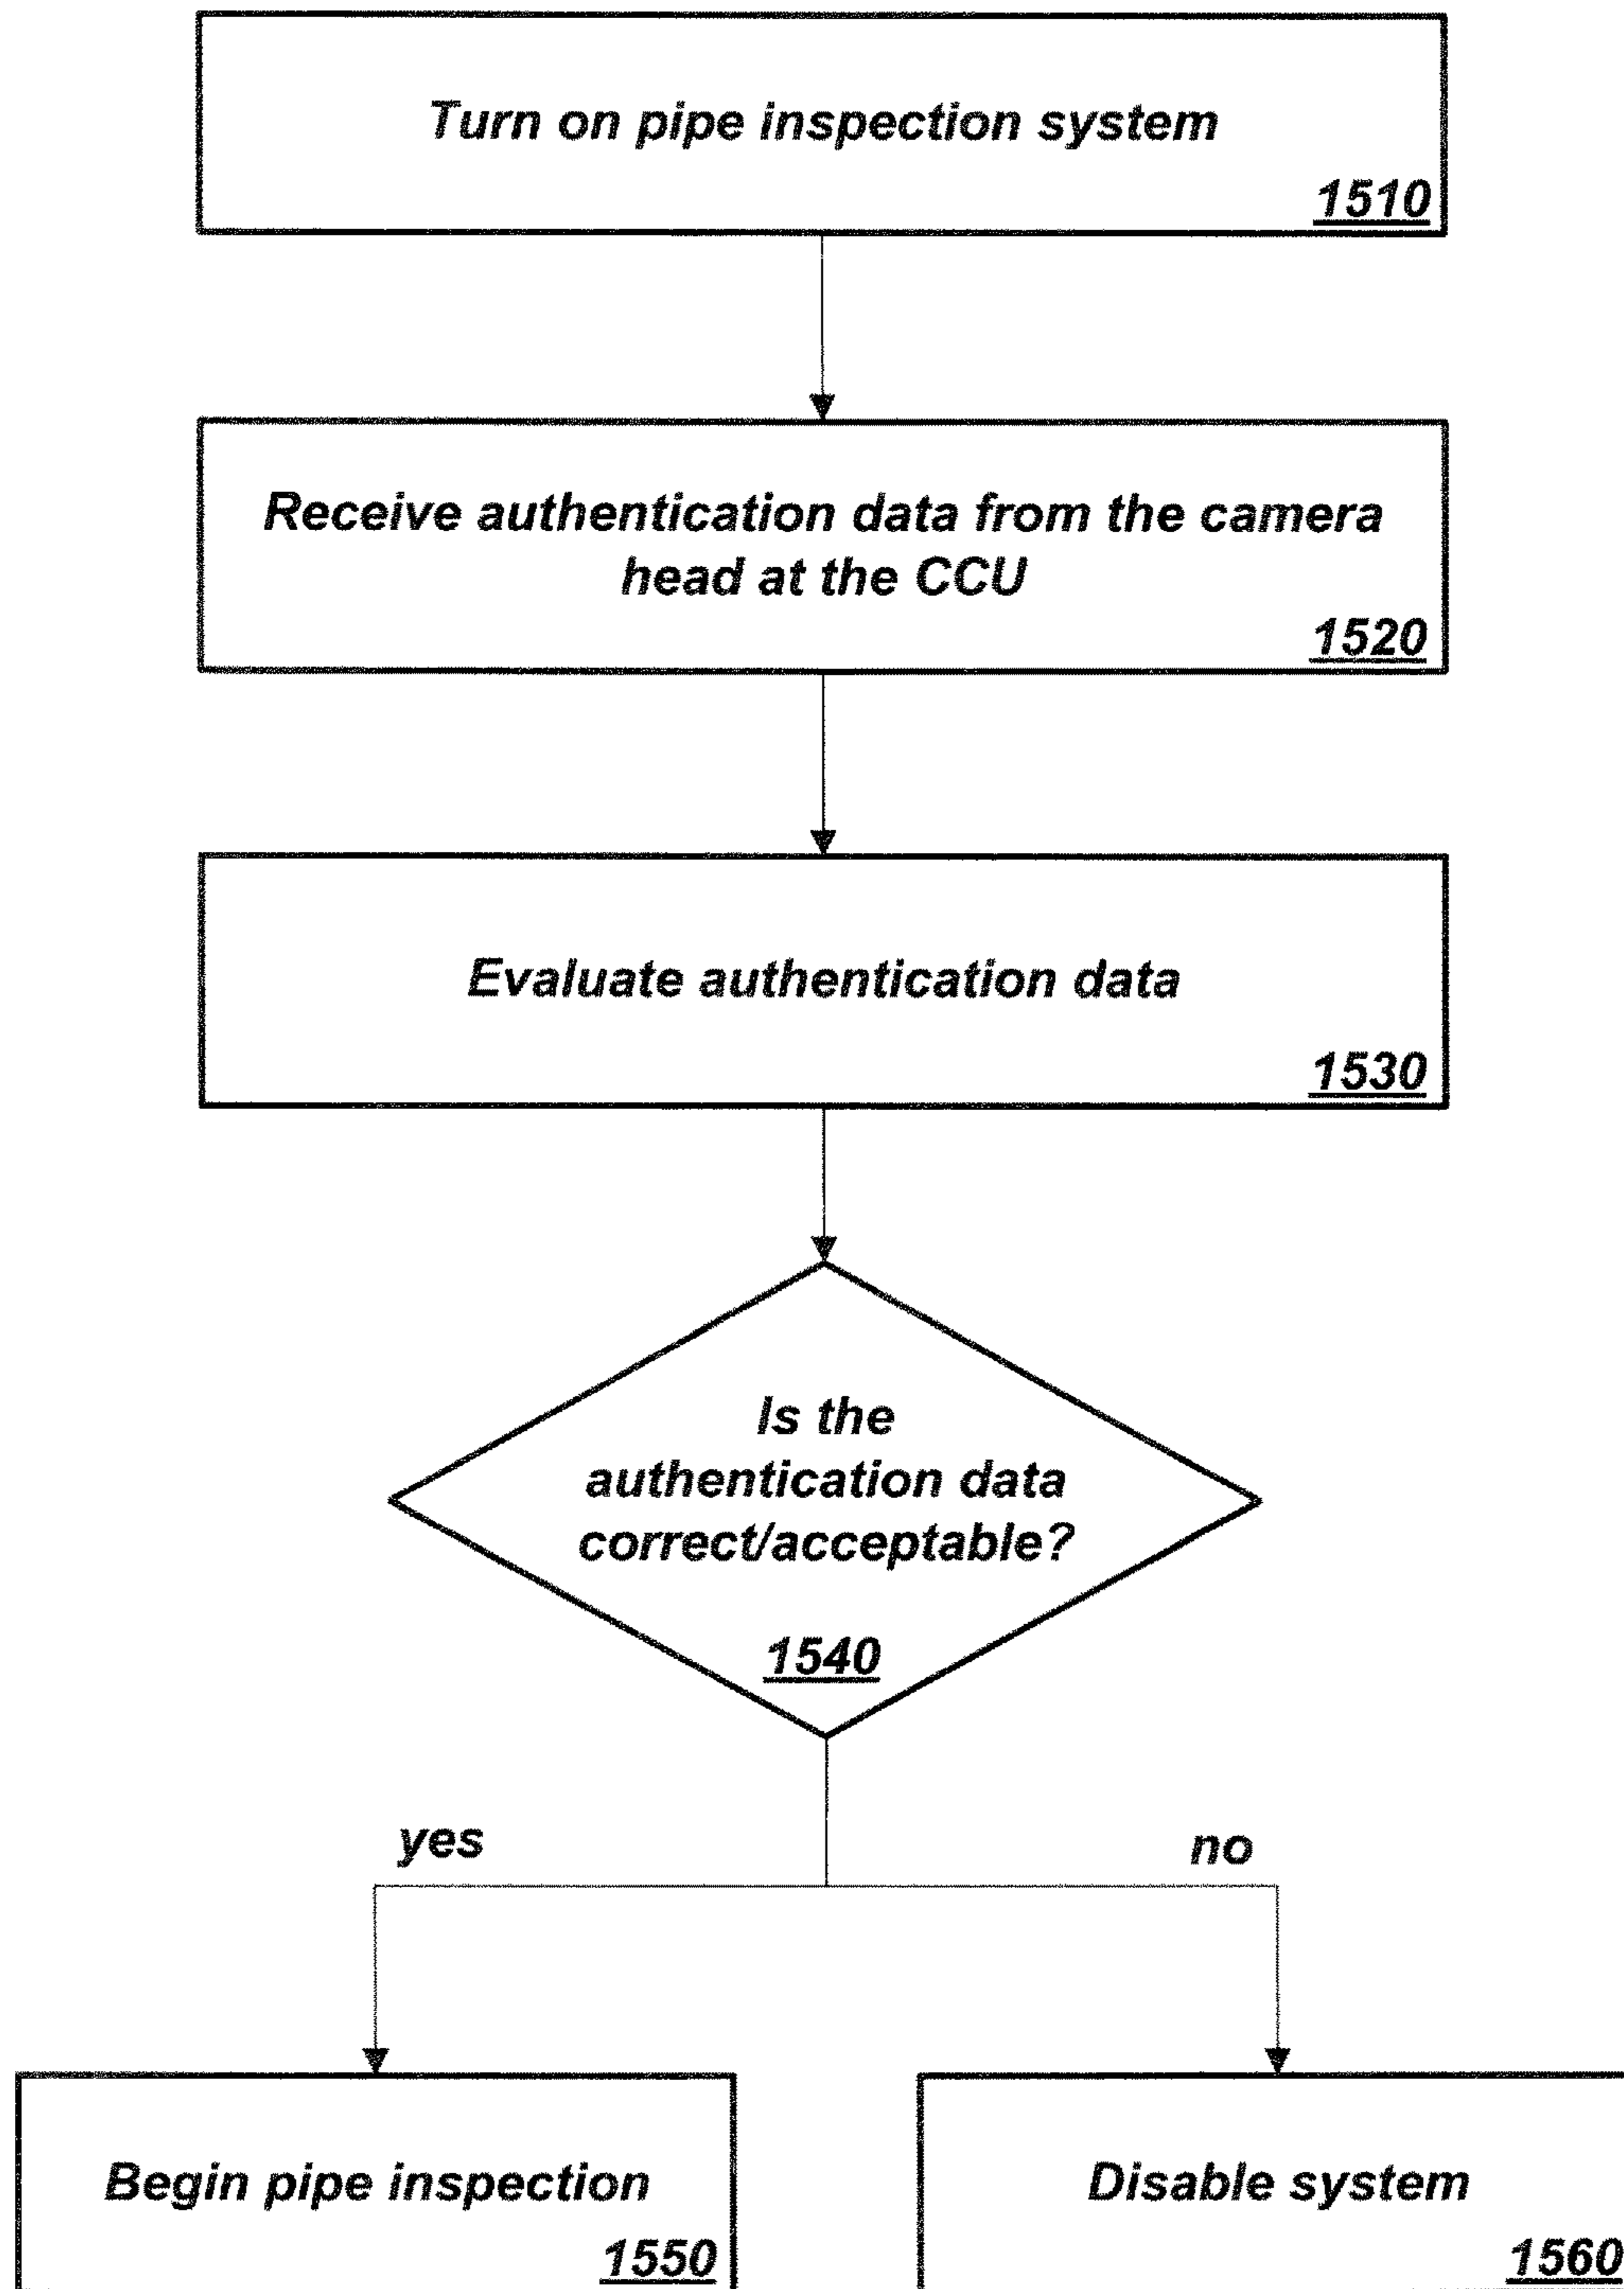 Turn on pipe inspection system
1510
Receive authentication data from the camera
head at the CCU
1520
Evaluate authentication data
1530
Is the
authentication data
correct/acceptable?
1540
yes
no
Begin pipe inspection
1550
Disable system
1560